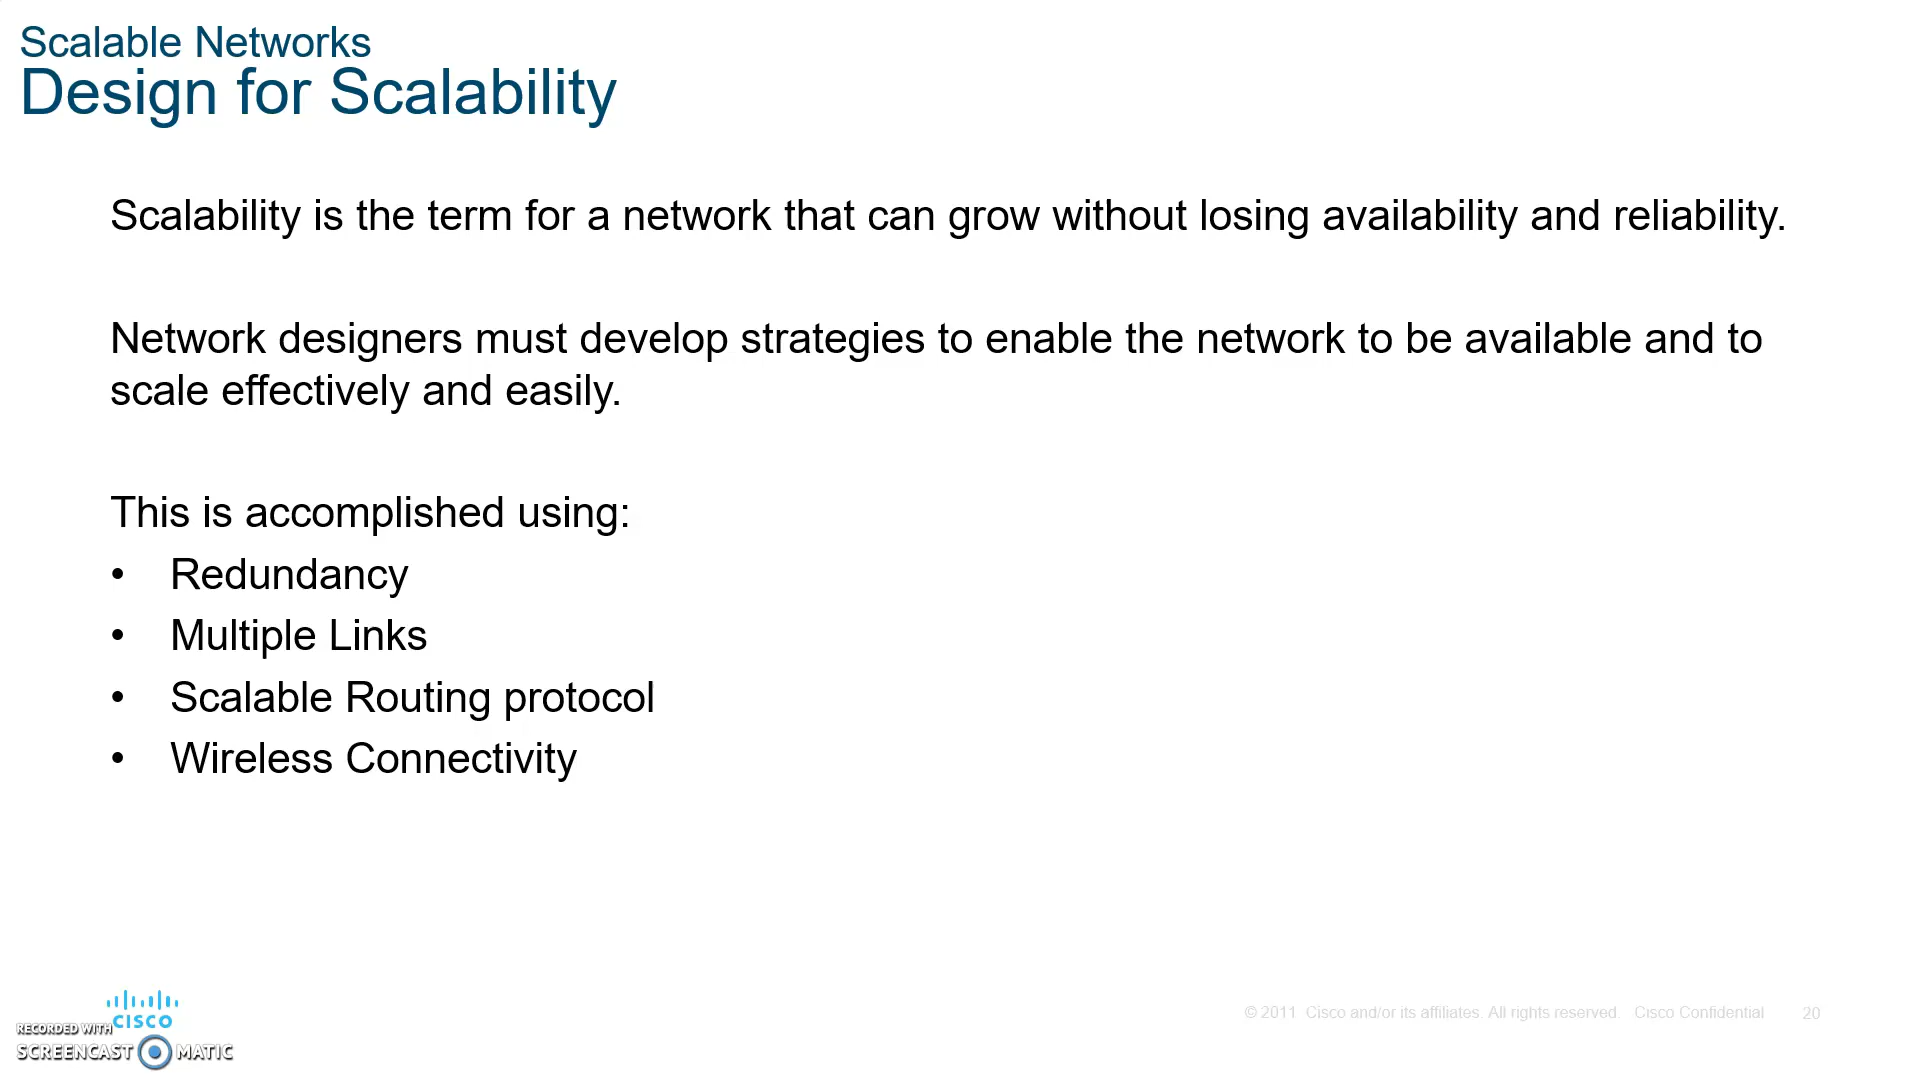 Scalable Networks
Design for Scalability
Scalability is the term for a network that can grow without losing availability and reliability.
Network designers must develop strategies to enable the network to be available and to
scale effectively and easily.
This is accomplished using:
• Redundancy
• Multiple Links
• Scalable Routing protocol
• Wireless Connectivity
CISCO
RECORDED WITH
SCREENCAST MATIC
© 2011 Cisco and/or its affiliates. All rights reserved. Cisco Confidential 20